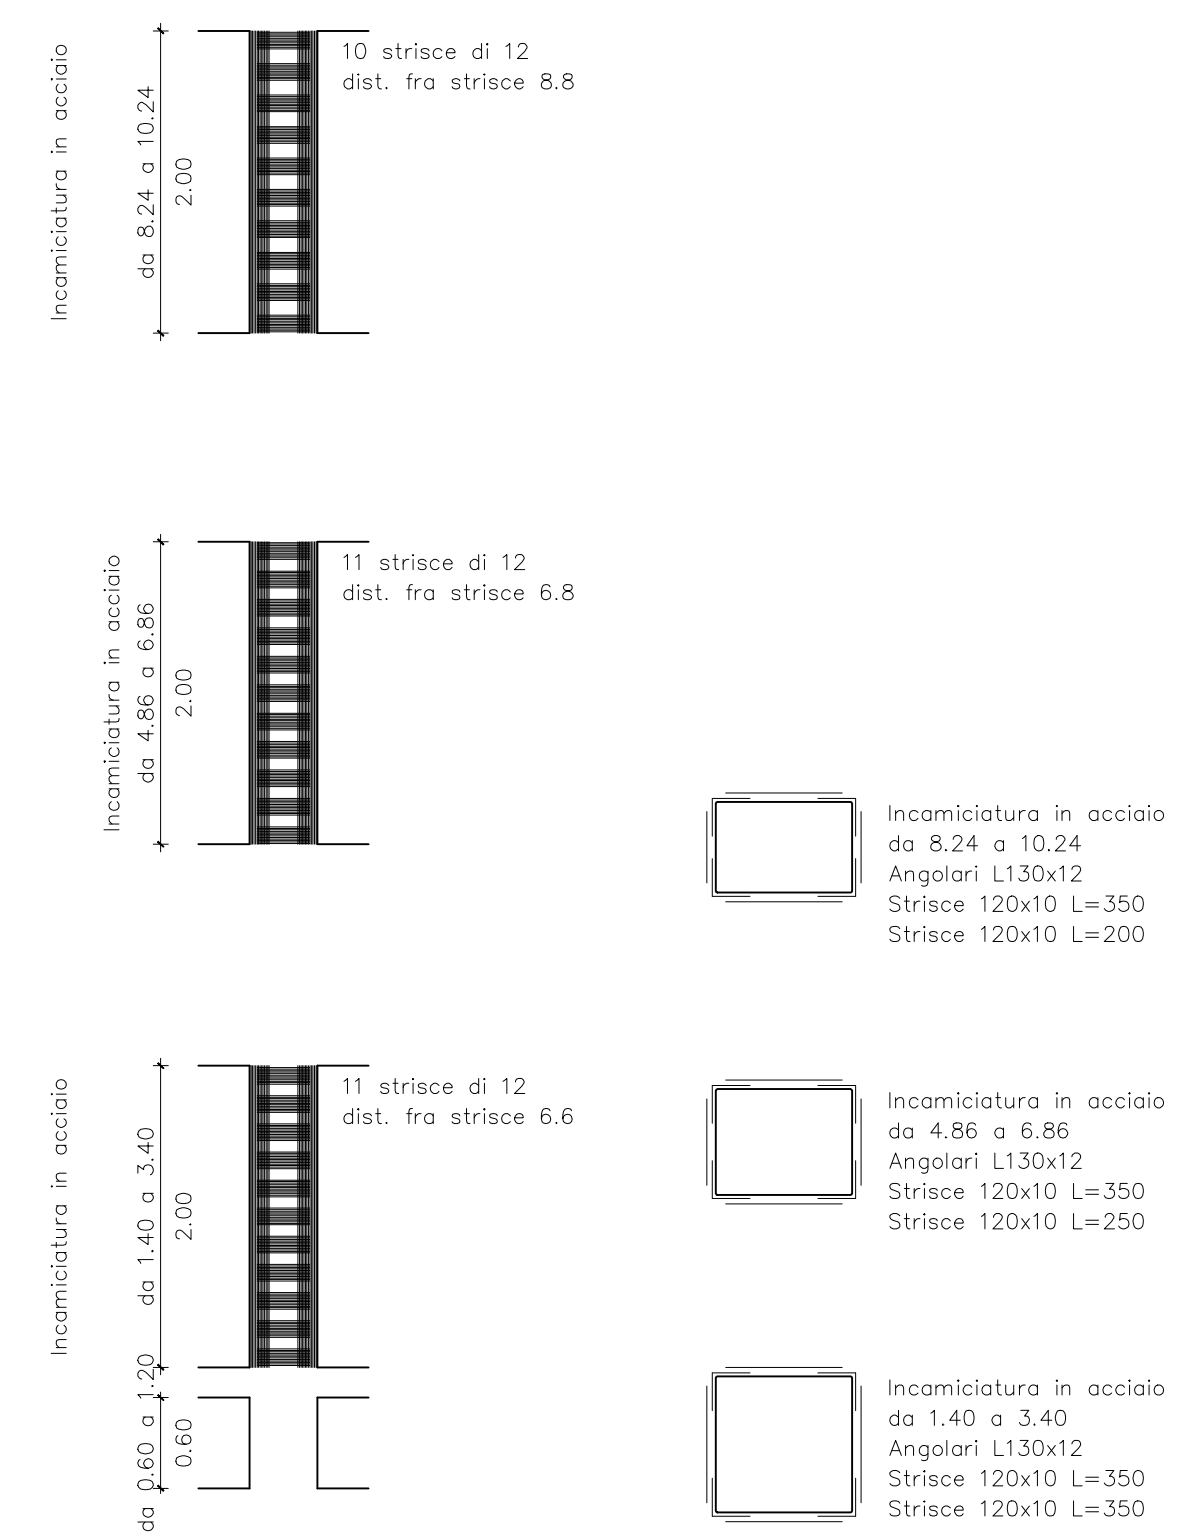 Incamiciatura in acciaio
da 8.24 a 10.24
2.00
10 strisce di 12
dist. fra strisce 8.8
Incamiciatura in acciaio
da 4.86 a 6.86
2.00
11 strisce di 12
dist. fra strisce 6.8
Incamiciatura in acciaio
da 8.24 a 10.24
Angolari L130x12
Strisce 120x10 L=350
Strisce 120x10 L=200
Incamiciatura in acciaio
da 1.40 a 3.40
2.00
11 strisce di 12
dist. fra strisce 6.6
Incamiciatura in acciaio
da 4.86 a 6.86
Angolari L130x12
Strisce 120x10 L=350
Strisce 120x10 L=250
da 0.60 a 1.20
0.60
Incamiciatura in acciaio
da 1.40 a 3.40
Angolari L130x12
Strisce 120x10 L=350
Strisce 120x10 L=350